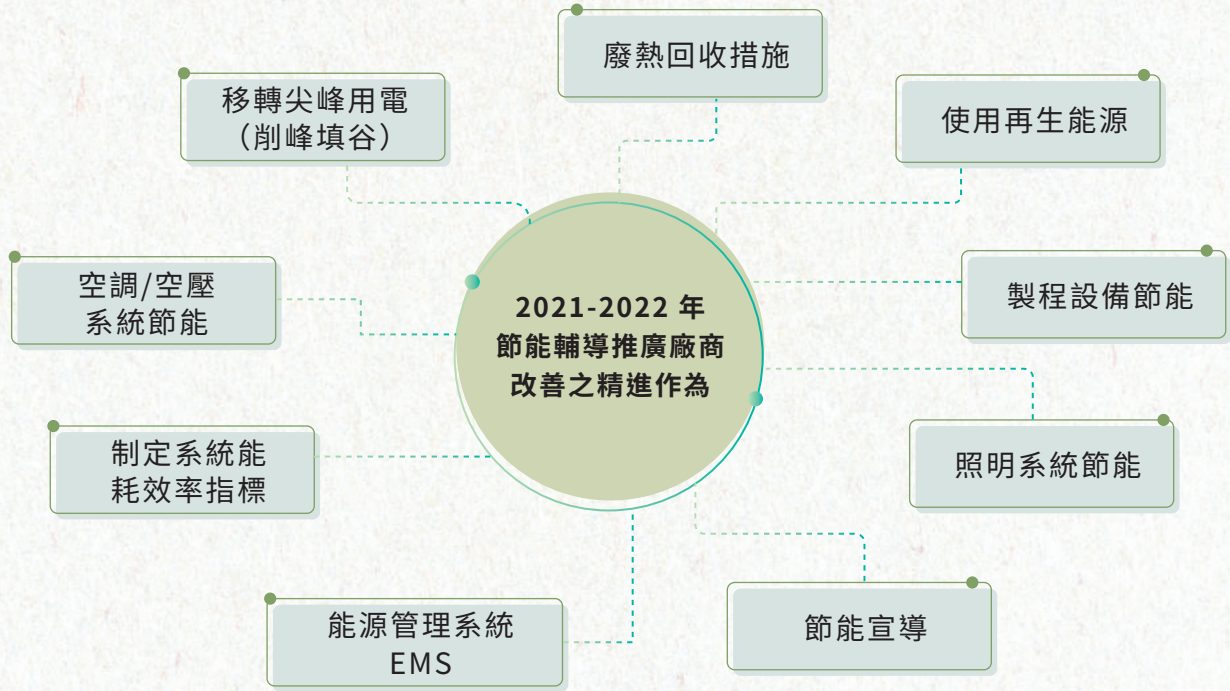 廢熱回收措施
移轉尖峰用電
（削峰填谷）
使用再生能源
空調/空壓
系統節能
2021-2022 年
節能輔導推廣廠商
改善之精進作為
製程設備節能
制定系統能
耗效率指標
照明系統節能
能源管理系統
EMS
節能宣導